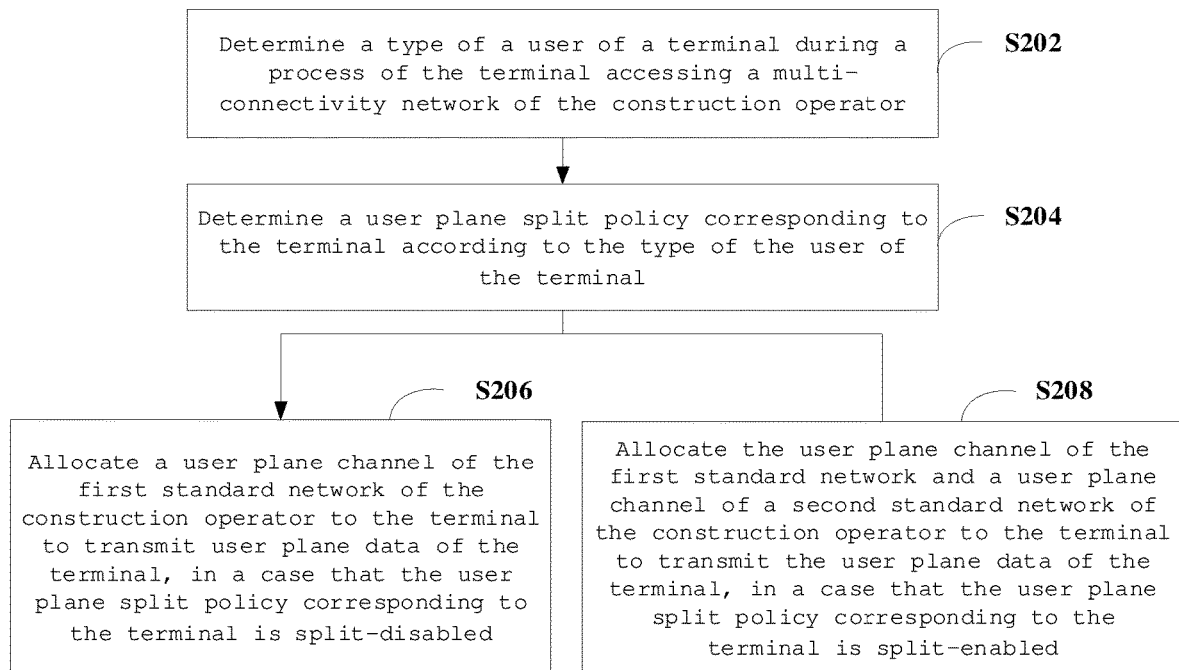 Determine a type of a user of a terminal during a
process of the terminal accessing a multi-
connectivity network of the construction operator
S202
Determine a user plane split policy corresponding to
the terminal according to the type of the user of
the terminal
S204
S206
Allocate a user plane channel of the
first standard network of the
construction operator to the terminal
to transmit user plane data of the
terminal, in a case that the user
plane split policy corresponding to
the terminal is split-disabled
S208
Allocate the user plane channel of the
first standard network and a user plane
channel of a second standard network of
the construction operator to the terminal
to transmit the user plane data of the
terminal, in a case that the user plane
split policy corresponding to the
terminal is split-enabled